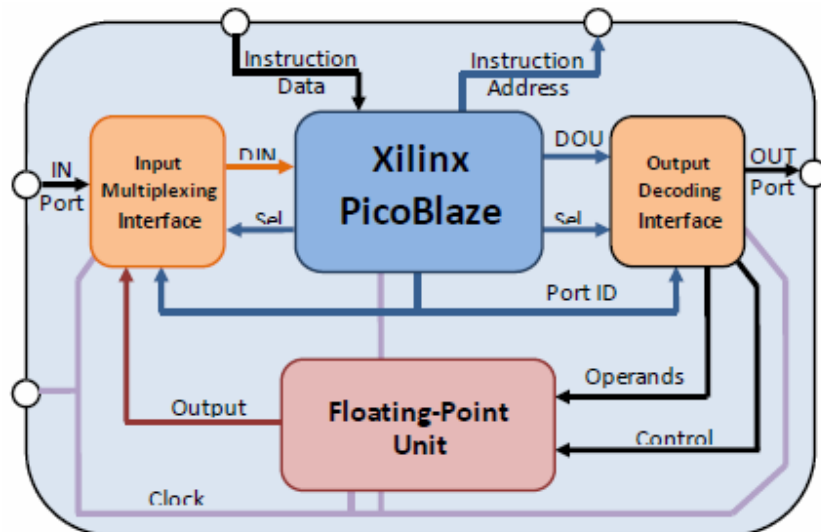 Instruction
Data
Instruction
Address
IN
Port
Input
Multiplexing
Interface
DIN
Sel
Xilinx
PicoBlaze
DOU
Sel
Output
Decoding
Interface
OUT
Port
Port ID
Operands
Output
Floating-Point
Unit
Control
Clock